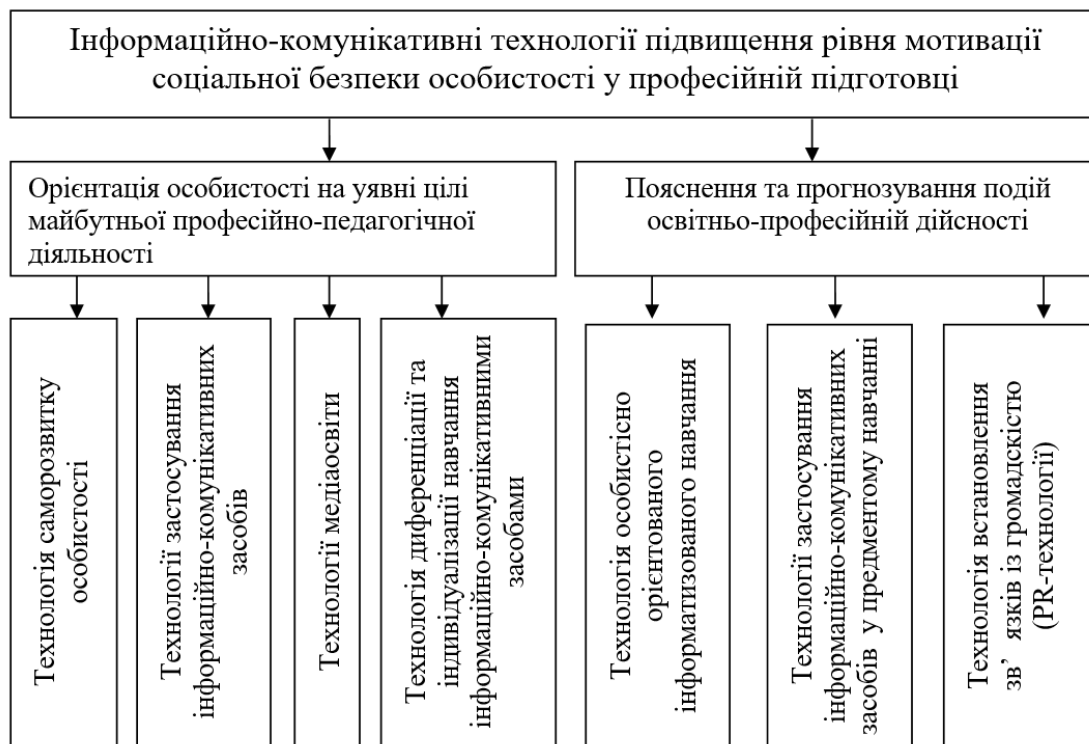 Інформаційно-комунікативні технології підвищення рівня мотивації
соціальної безпеки особистості у професійній підготовці
Орієнтація особистості на уявні цілі
майбутньої професійно-педагогічної
діяльності
Пояснення та прогнозування подій
освітньо-професійній дійсності
Технологія саморозвитку
особистості
Технології застосування
інформаційно-комунікативних
засобів
Технології медіаосвіти
Технологія диференціації та
індивідуалізації навчання
інформаційно-комунікативними
засобами
Технологія особистісно
орієнтованого
інформатизованого навчання
Технології застосування
інформаційно-комунікативних
засобів у предментому навчанні
Технологія встановлення
зв’ язків із громадскістю
(PR-технології)